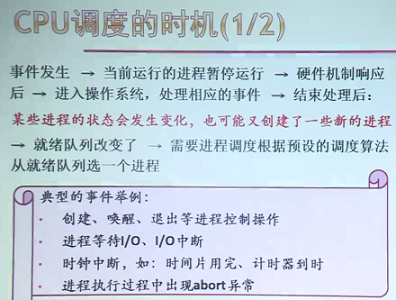 CPU调度的时机(1/2)
事件发生 → 当前运行的进程暂停运行 → 硬件机制响应
后 → 进入操作系统，处理相应的事件 → 结束处理后：
某些进程的状态会发生变化，也可能又创建了一些新的进程
→ 就绪队列改变了 → 需要进程调度根据预设的调度算法
从就绪队列选一个进程
典型的事件举例：
· 创建、唤醒、退出等进程控制操作
· 进程等待I/O、I/O中断
· 时钟中断，如：时间片用完、计时器到时
· 进程执行过程中出现abort异常